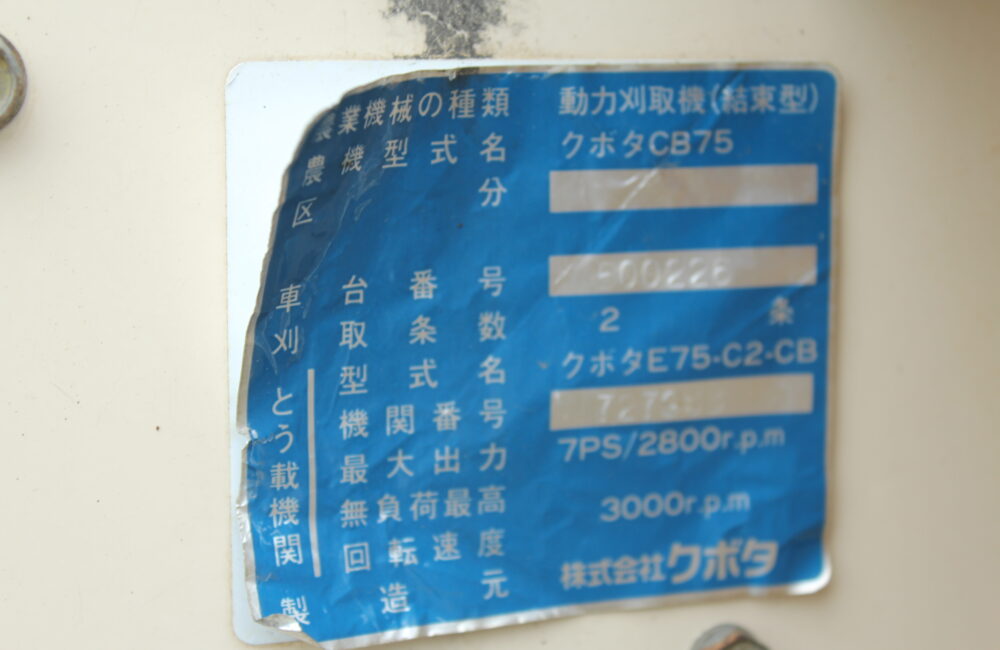 農業機械の種類 動力刈取機(結束型)
農機型式名 クボタCB75
区分
車台番号 500226
刈取条数 2条
とう載機関
型式名 クボタE75-C2-CB
機関番号
最大出力 7PS/2800r.p.m
無負荷最高回転速度 3000r.p.m
製造元 株式会社クボタ